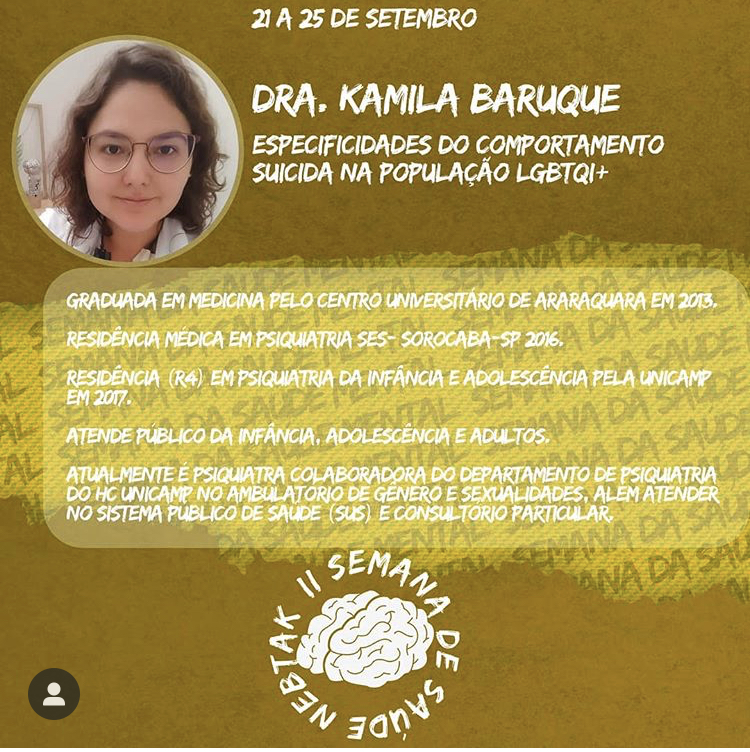 21 A 25 DE SETEMBRO
DRA. KAMILA BARUQUE
ESPECIFICIDADES DO COMPORTAMENTO
SUICIDA NA POPULAÇÃO LGBTQI+
GRADUADA EM MEDICINA PELO CENTRO UNIVERSITÁRIO DE ARARAQUARA EM 2013.
RESIDÊNCIA MÉDICA EM PSIQUIATRIA SES- SOROCABA-SP 2016.
RESIDÊNCIA (R4) EM PSIQUIATRIA DA INFÂNCIA E ADOLESCÊNCIA PELA UNICAMP
EM 2017.
ATENDE PÚBLICO DA INFÂNCIA, ADOLESCÊNCIA E ADULTOS.
ATUALMENTE É PSIQUIATRA COLABORADORA DO DEPARTAMENTO DE PSIQUIATRIA
DO HC UNICAMP NO AMBULATÓRIO DE GÊNERO E SEXUALIDADES, ALÉM ATENDER
NO SISTEMA PÚBLICO DE SAÚDE (SUS) E CONSULTÓRIO PARTICULAR.
II SEMANA DE SAÚDE NEBTAK